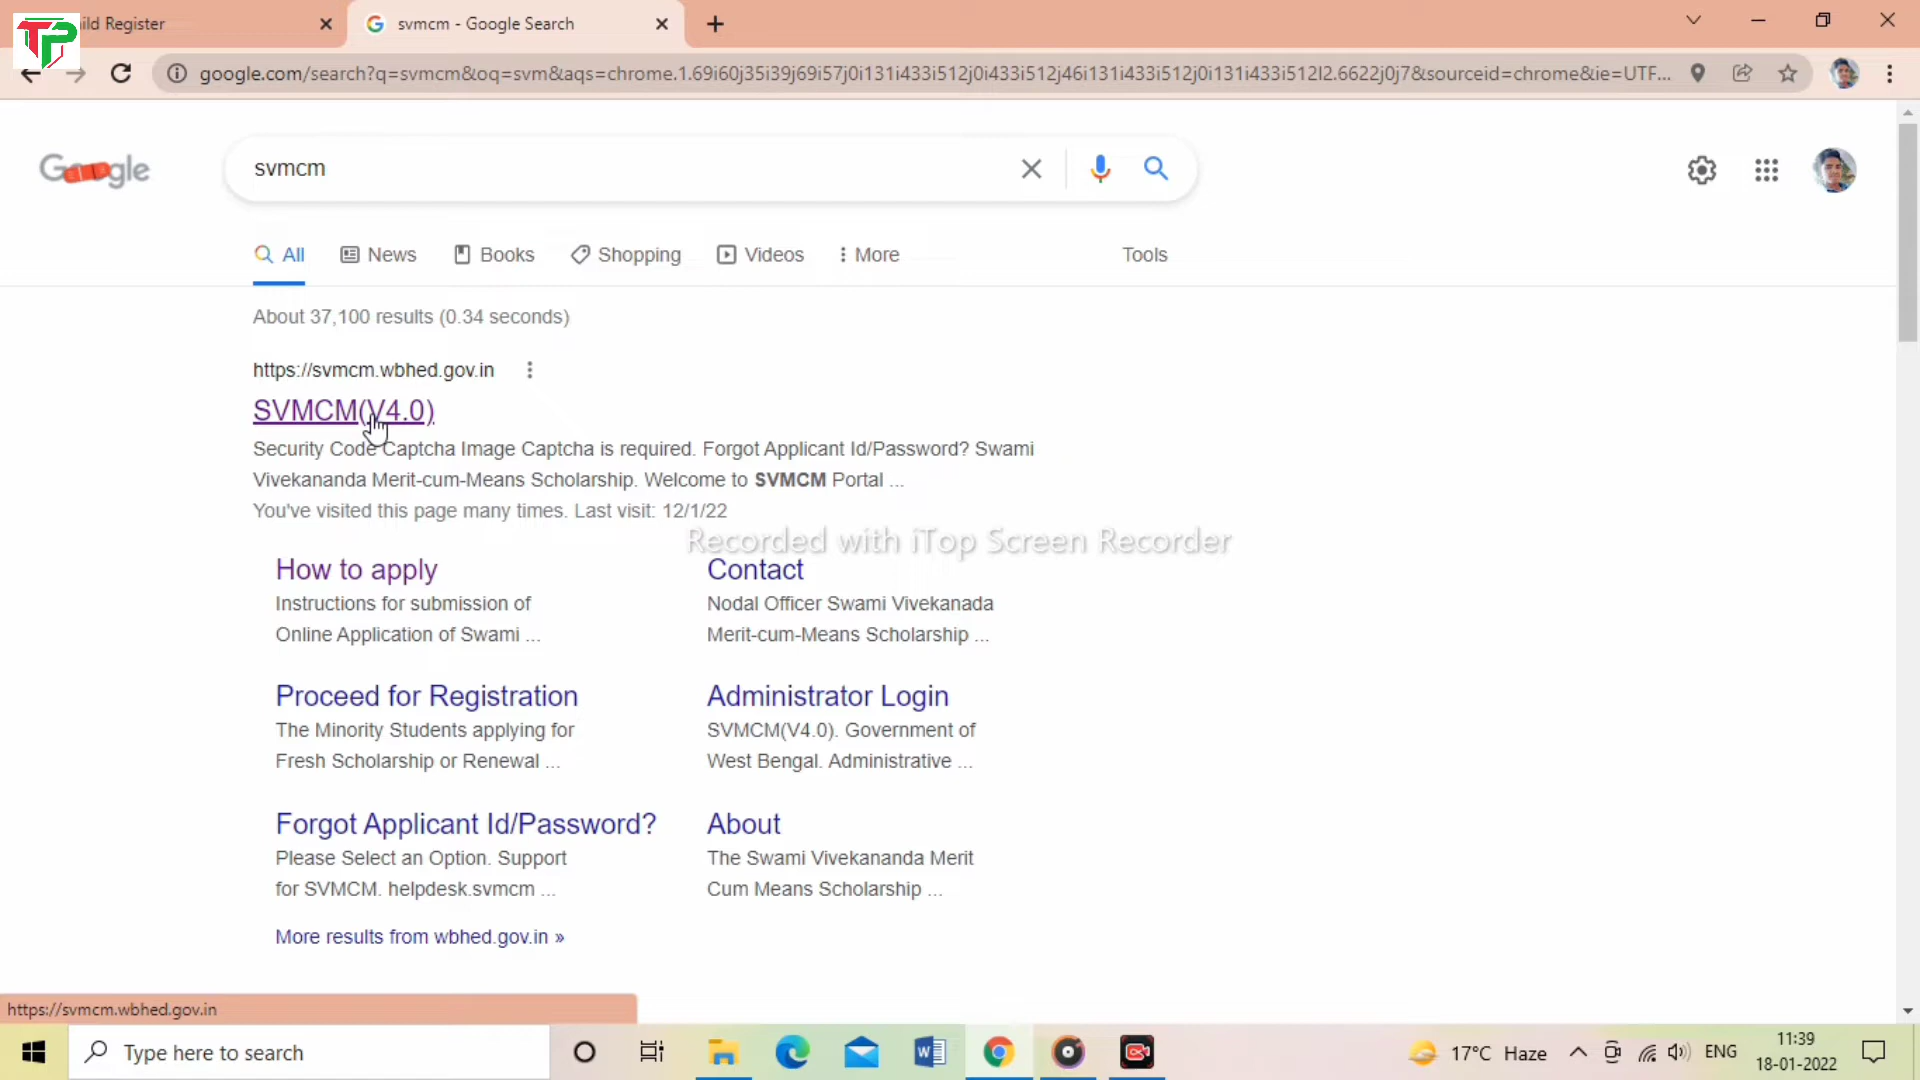 TP
ild Register
svmcm - Google Search
google.com/search?q=svmcm&oq=svm&aqs=chrome.1.69i60j35i39j69i57j0i131i433i512j0i433i512j46i131i433i512j0i131i433i512l2.6622j0j7&sourceid=chrome&ie=UTF...
Google
svmcm
All
News
Books
Shopping
Videos
More
Tools
About 37,100 results (0.34 seconds)
https://svmcm.wbhed.gov.in
SVMCM(V4.0)
Security Code Captcha Image Captcha is required. Forgot Applicant Id/Password? Swami
Vivekananda Merit-cum-Means Scholarship. Welcome to SVMCM Portal ...
You've visited this page many times. Last visit: 12/1/22
Recorded with iTop Screen Recorder
How to apply
Instructions for submission of
Online Application of Swami ...
Contact
Nodal Officer Swami Vivekanada
Merit-cum-Means Scholarship ...
Proceed for Registration
The Minority Students applying for
Fresh Scholarship or Renewal ...
Administrator Login
SVMCM(V4.0). Government of
West Bengal. Administrative ...
Forgot Applicant Id/Password?
Please Select an Option. Support
for SVMCM. helpdesk.svmcm ...
About
The Swami Vivekananda Merit
Cum Means Scholarship ...
More results from wbhed.gov.in »
https://svmcm.wbhed.gov.in
Type here to search
17°C Haze
ENG
11:39
18-01-2022